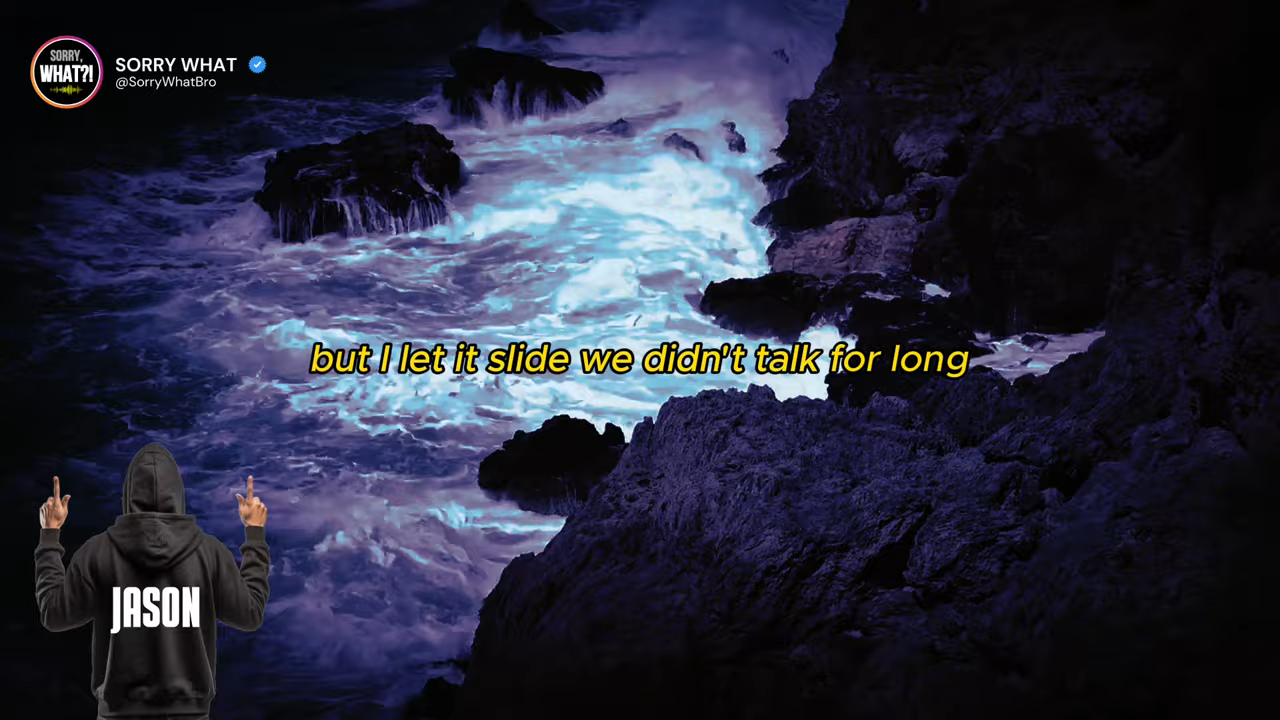 SORRY,
WHAT?!
SORRY WHAT
@SorryWhatBro
but I let it slide we didn't talk for long
JASON